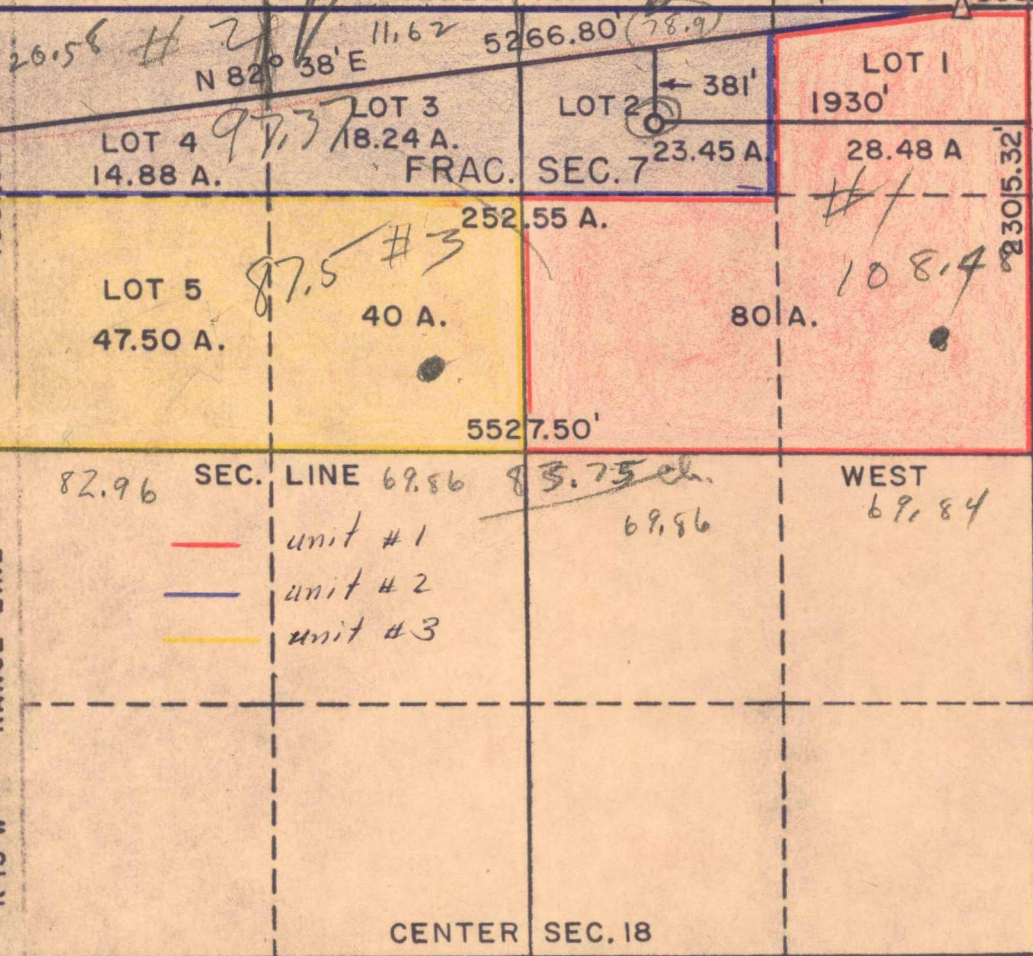 20.58 # 2 11.62 5266.80' (78.9)
N 82° 38' E
LOT 1
381'
1930'
LOT 4 97.37 LOT 3 LOT 2
14.88 A. 18.24 A. 23.45 A. 28.48 A
FRAC. SEC. 7
3015.32'
252.55 A.
# 1
# 3
87.5
108.48
LOT 5
47.50 A.
40 A.
80 A.
5527.50'
82.96 SEC. LINE 69.86 83.75 ch. WEST
69.86 69.84
unit # 1
unit # 2
unit # 3
CENTER SEC. 18